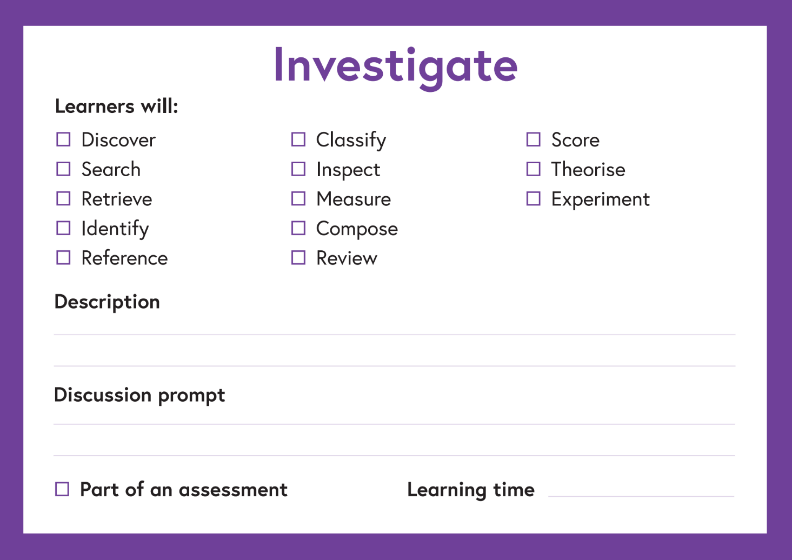 Investigate
Learners will:
Discover
Search
Retrieve
Identify
Reference
Classify
Inspect
Measure
Compose
Review
Score
Theorise
Experiment
Description
Discussion prompt
Part of an assessment
Learning time